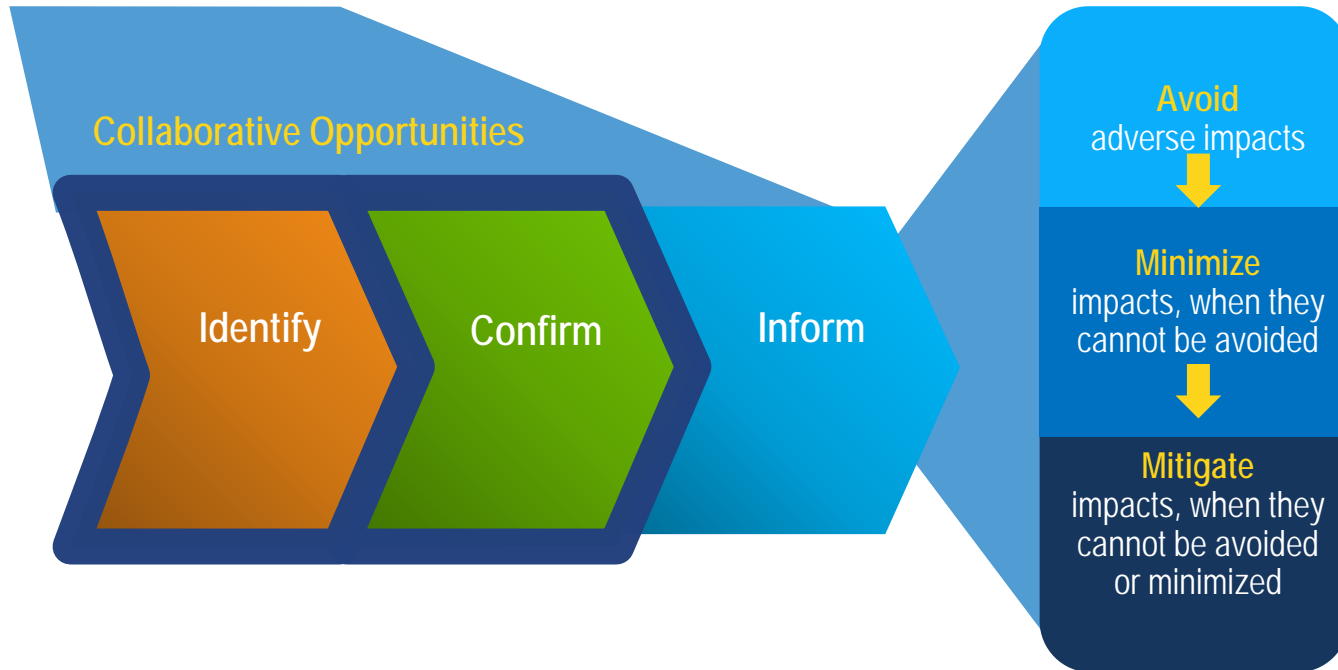 Collaborative Opportunities
Identify
Confirm
Inform
Avoid
adverse impacts
Minimize
impacts, when they
cannot be avoided
Mitigate
impacts, when they
cannot be avoided
or minimized